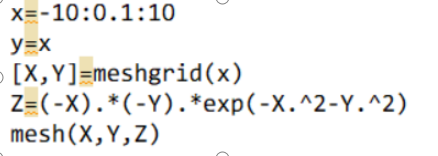 x=-10:0.1:10
y=x
[X,Y]=meshgrid(x)
Z=(-X).*(-Y).*exp(-X.^2-Y.^2)
mesh(X,Y,Z)